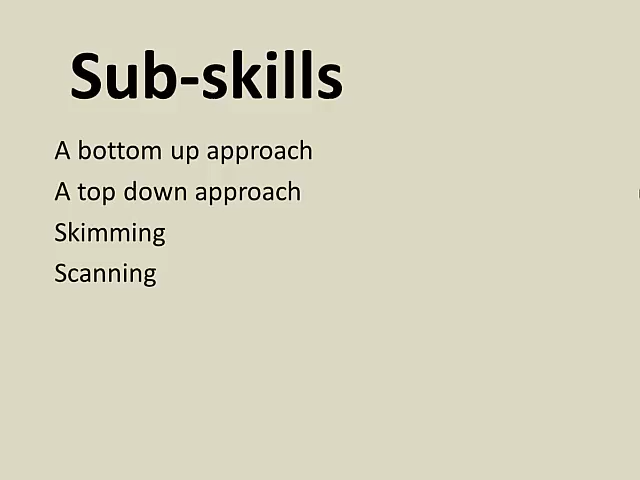 Sub-skills
A bottom up approach
A top down approach
Skimming
Scanning